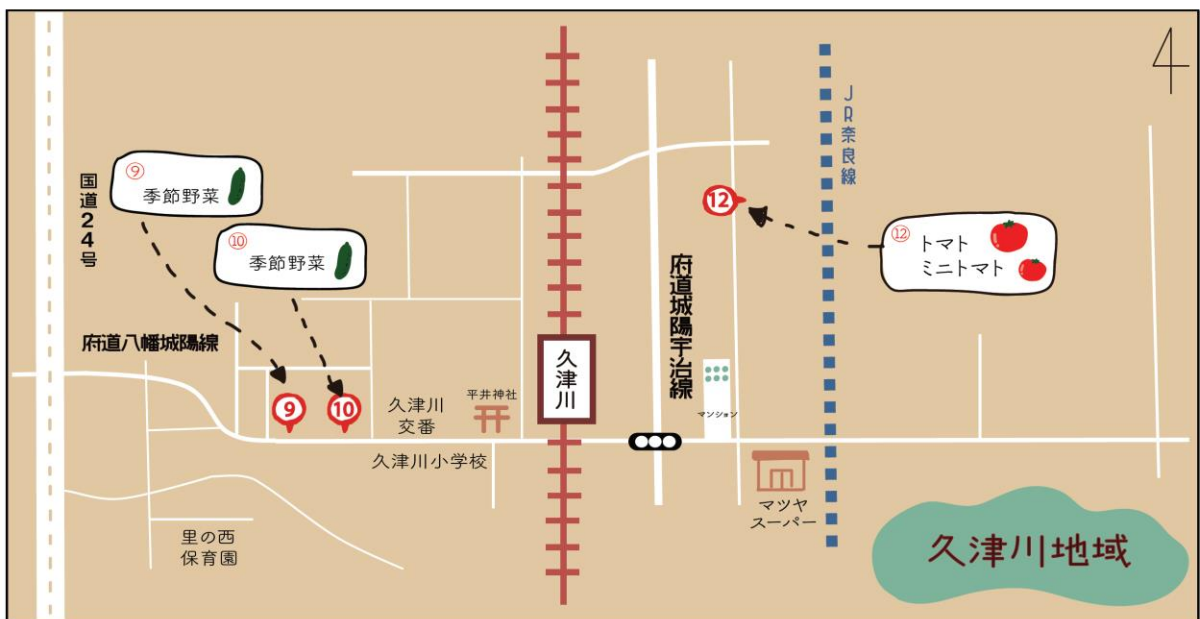 国道24号
⑨
季節野菜
⑩
季節野菜
府道八幡城陽線
9
10
久津川
交番
平井神社
久津川小学校
里の西
保育園
久津川
府道城陽宇治線
マンション
12
JR奈良線
⑫
トマト
ミニトマト
マツヤ
スーパー
久津川地域